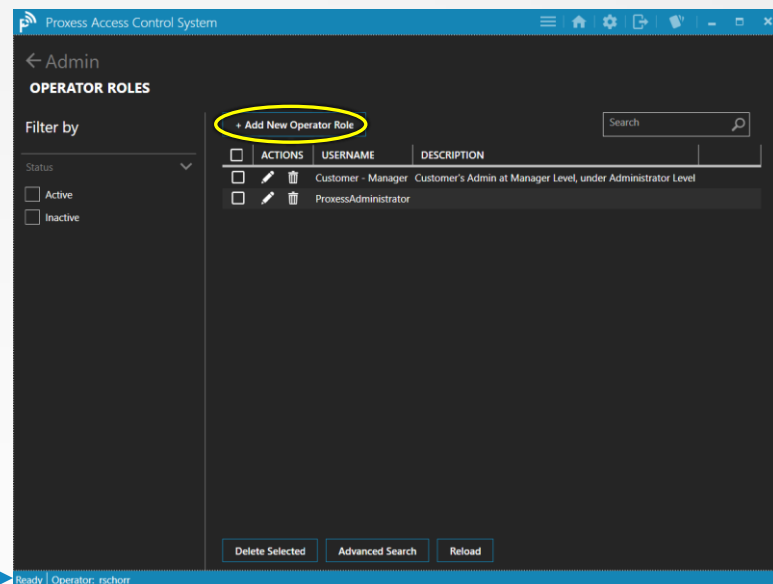 Proxess Access Control System
Admin
OPERATOR ROLES
Filter by
Status
Active
Inactive
+ Add New Operator Role
Search
ACTIONS USERNAME DESCRIPTION
Customer - Manager Customer's Admin at Manager Level, under Administrator Level
ProxessAdministrator
Delete Selected Advanced Search Reload
Ready Operator: rschorr